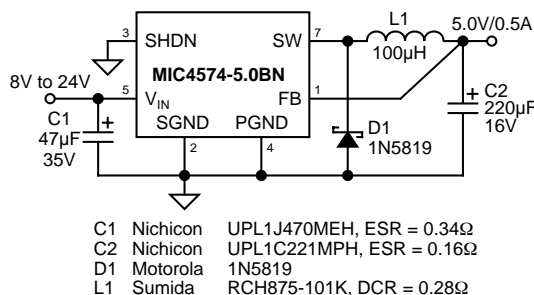 3 SHDN SW 7
L1
100µH
5.0V/0.5A
MIC4574-5.0BN
8V to 24V
5 VIN FB 1
C1
47µF
35V
+
SGND PGND
2 4
D1
1N5819
+
C2
220µF
16V
C1 Nichicon UPL1J470MEH, ESR = 0.34Ω
C2 Nichicon UPL1C221MPH, ESR = 0.16Ω
D1 Motorola 1N5819
L1 Sumida RCH875-101K, DCR = 0.28Ω